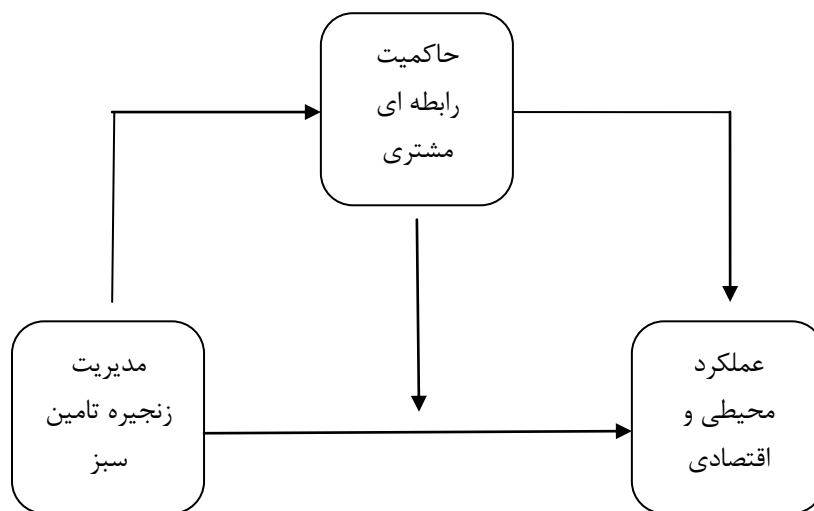 حاکمیت
رابطه ای
مشتری
مدیریت
زنجیره تامین
سبز
عملکرد
محیطی و
اقتصادی